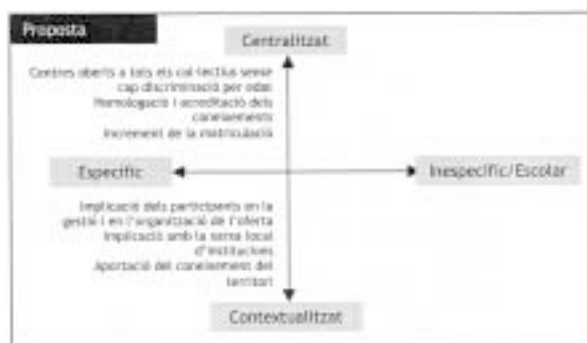 Proposta
Centralitzat
Centres oberts a tots els col·lectius sense
cap discriminació per edat
Homologació i acreditació dels
coneixements
Increment de la matriculació
Específic
Inespecífic/Escolar
Implicació dels participants en la
gestió i en l'organització de l'oferta
Implicació amb la xarxa local
d'institucions
Aportació del coneixement del
territori
Contextualitzat